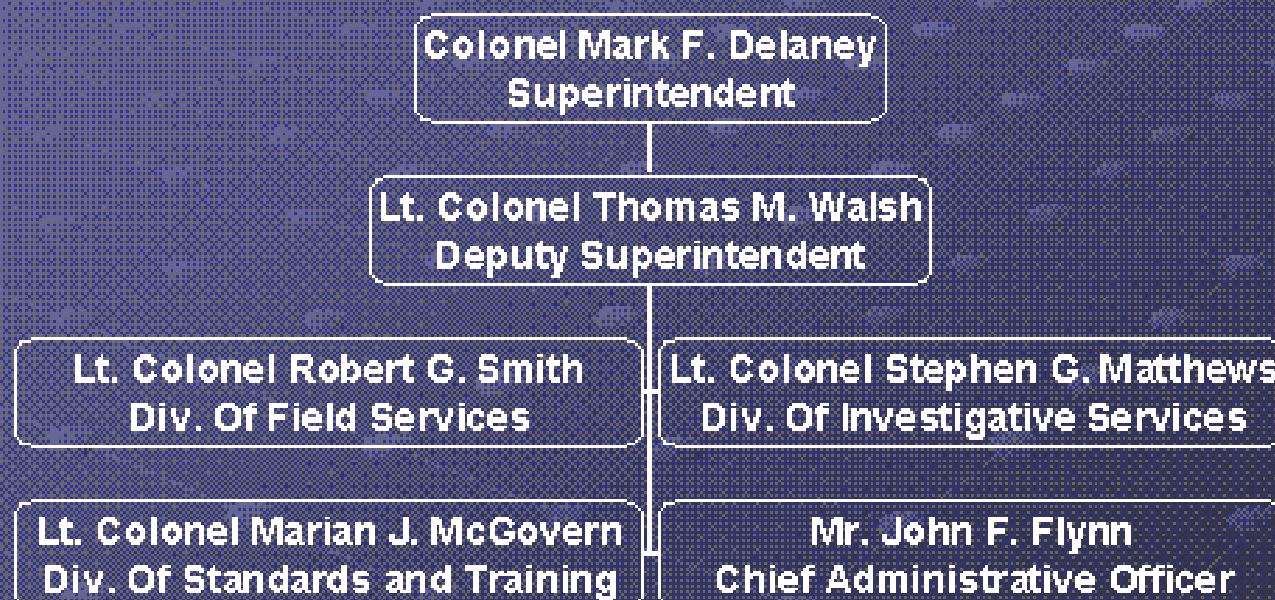 Colonel Mark F. Delaney
Superintendent
Lt. Colonel Thomas M. Walsh
Deputy Superintendent
Lt. Colonel Robert G. Smith
Div. Of Field Services
Lt. Colonel Stephen G. Matthews
Div. Of Investigative Services
Lt. Colonel Marian J. McGovern
Div. Of Standards and Training
Mr. John F. Flynn
Chief Administrative Officer